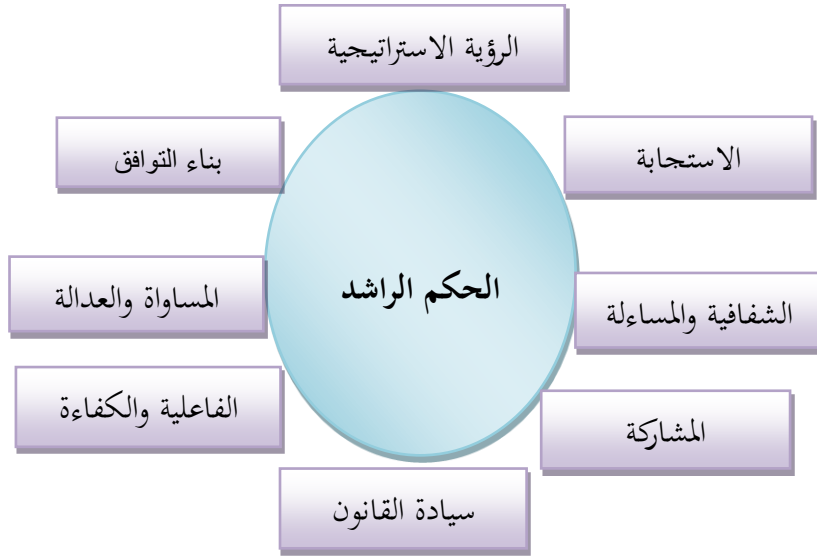 الرؤية الاستراتيجية
الاستجابة
بناء التوافق
المساواة والعدالة
الحكم الراشد
الشفافية والمساءلة
الفاعلية والكفاءة
المشاركة
سيادة القانون